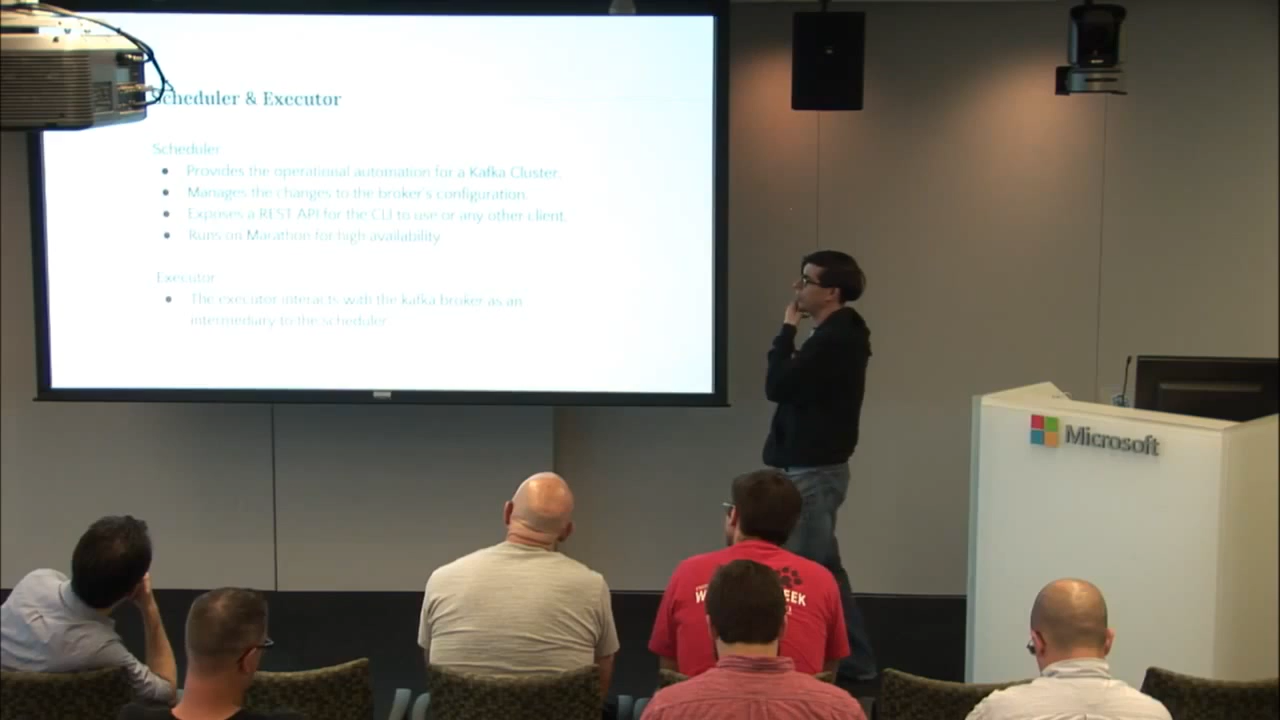 Scheduler & Executor
Scheduler
● Provides the operational automation for a Kafka Cluster.
● Manages the changes to the broker's configuration.
● Exposes a REST API for the CLI to use or any other client.
● Runs on Marathon for high availability
Executor
● The executor interacts with the kafka broker as an
intermediary to the scheduler
Microsoft